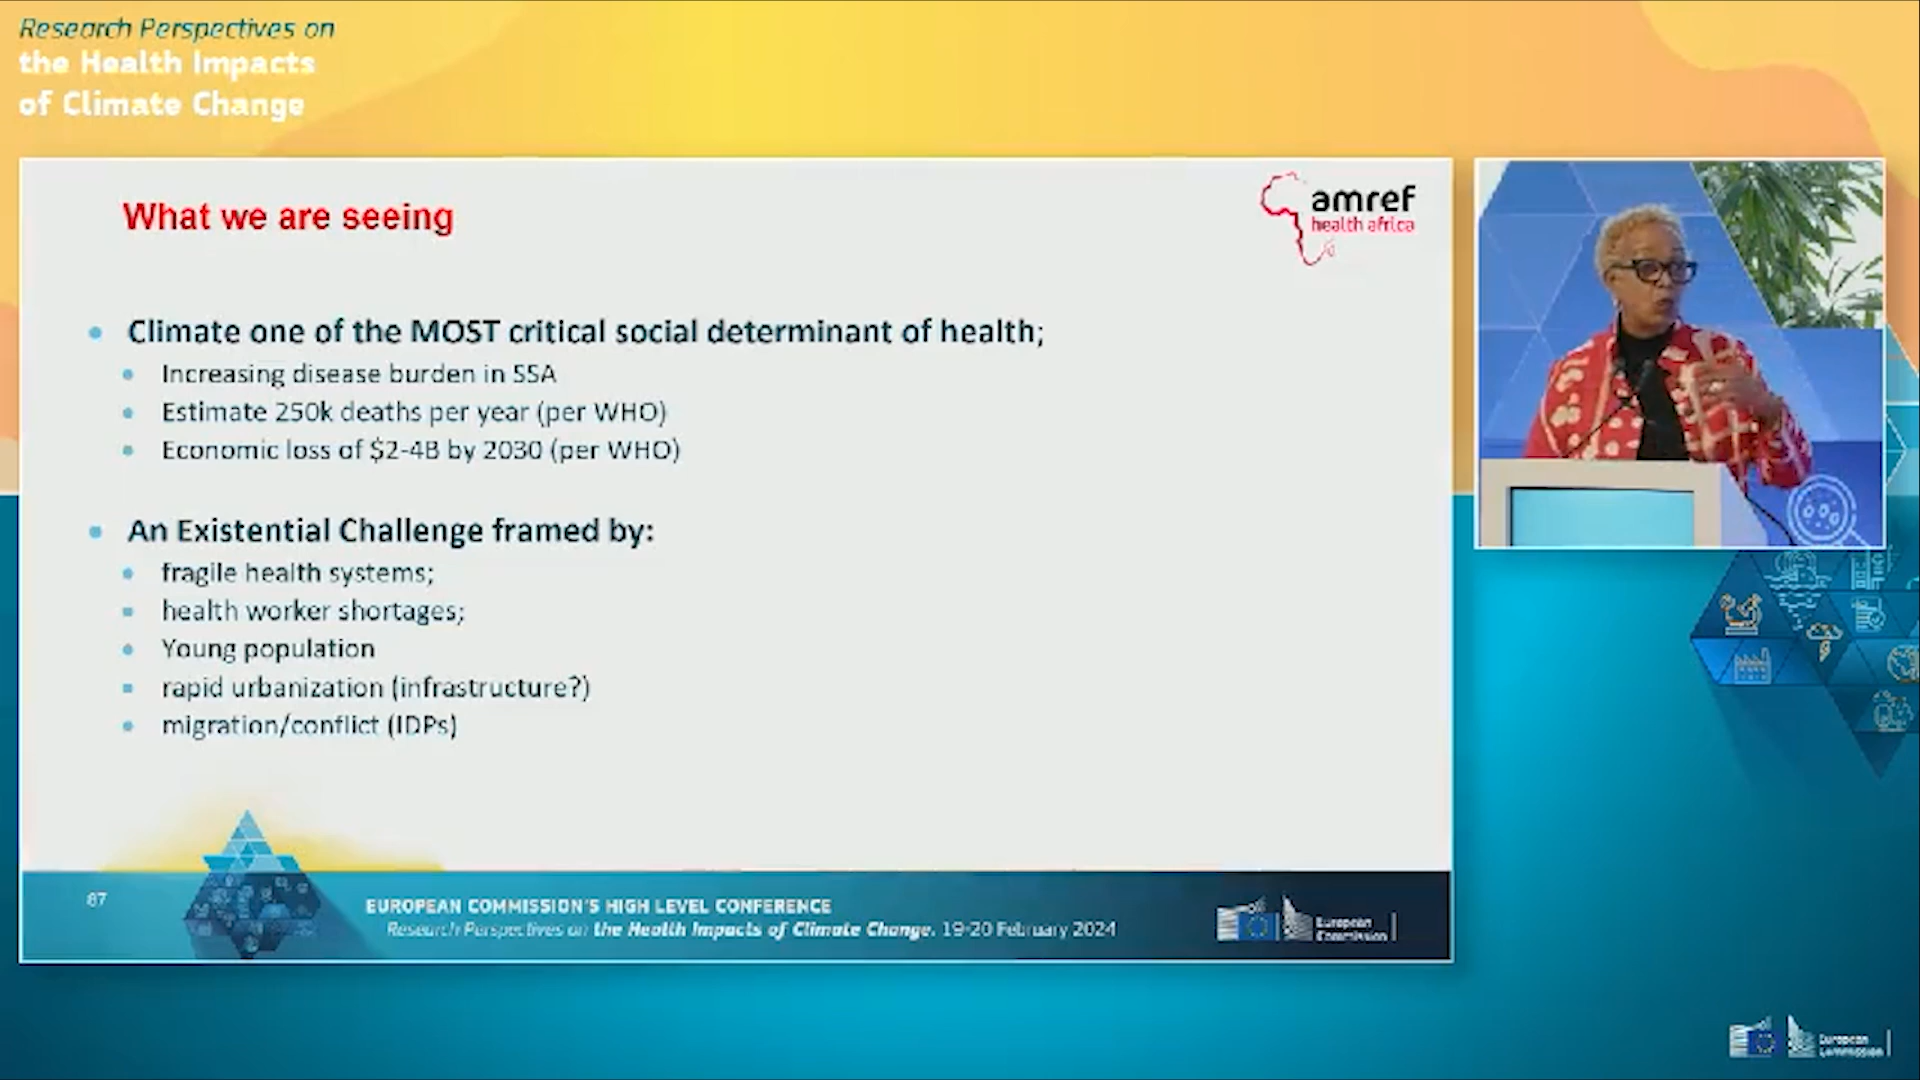 Research Perspectives on
the Health Impacts
of Climate Change
What we are seeing
amref
health africa
Climate one of the MOST critical social determinant of health;
Increasing disease burden in SSA
Estimate 250k deaths per year (per WHO)
Economic loss of $2-4B by 2030 (per WHO)
An Existential Challenge framed by:
fragile health systems;
health worker shortages;
Young population
rapid urbanization (infrastructure?)
migration/conflict (IDPs)
87
EUROPEAN COMMISSION'S HIGH LEVEL CONFERENCE
Research Perspectives on the Health Impacts of Climate Change. 19-20 February 2024
European
Commission
European
Commission